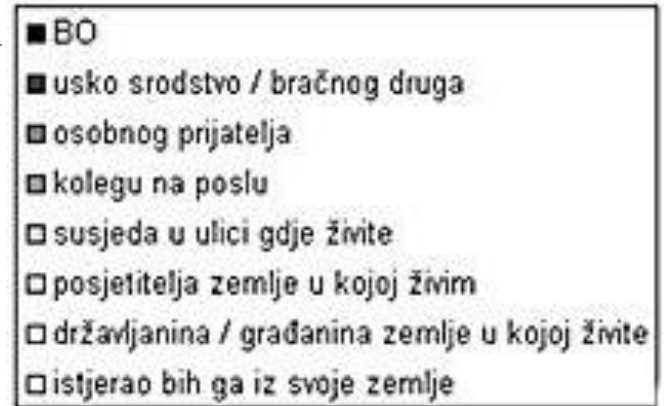 BO
usko srodstvo / bračnog druga
osobnog prijatelja
kolegu na poslu
susjeda u ulici gdje živite
posjetitelja zemlje u kojoj živim
državljanina / građanina zemlje u kojoj živite
istjerao bih ga iz svoje zemlje